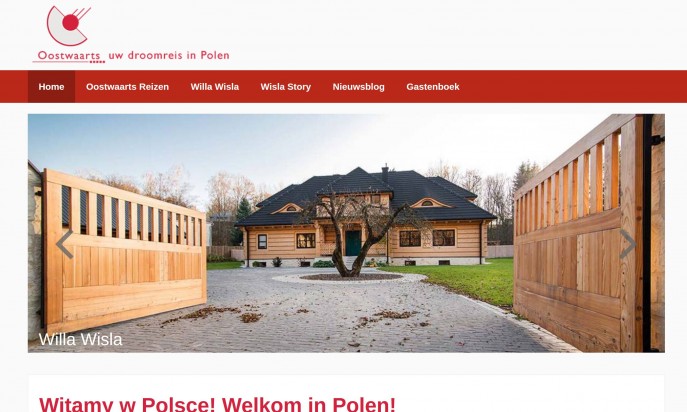 Oostwaarts uw droomreis in Polen
Home Oostwaarts Reizen Willa Wisla Wisla Story Nieuwsblog Gastenboek
Willa Wisla
Witamy w Polsce! Welkom in Polen!